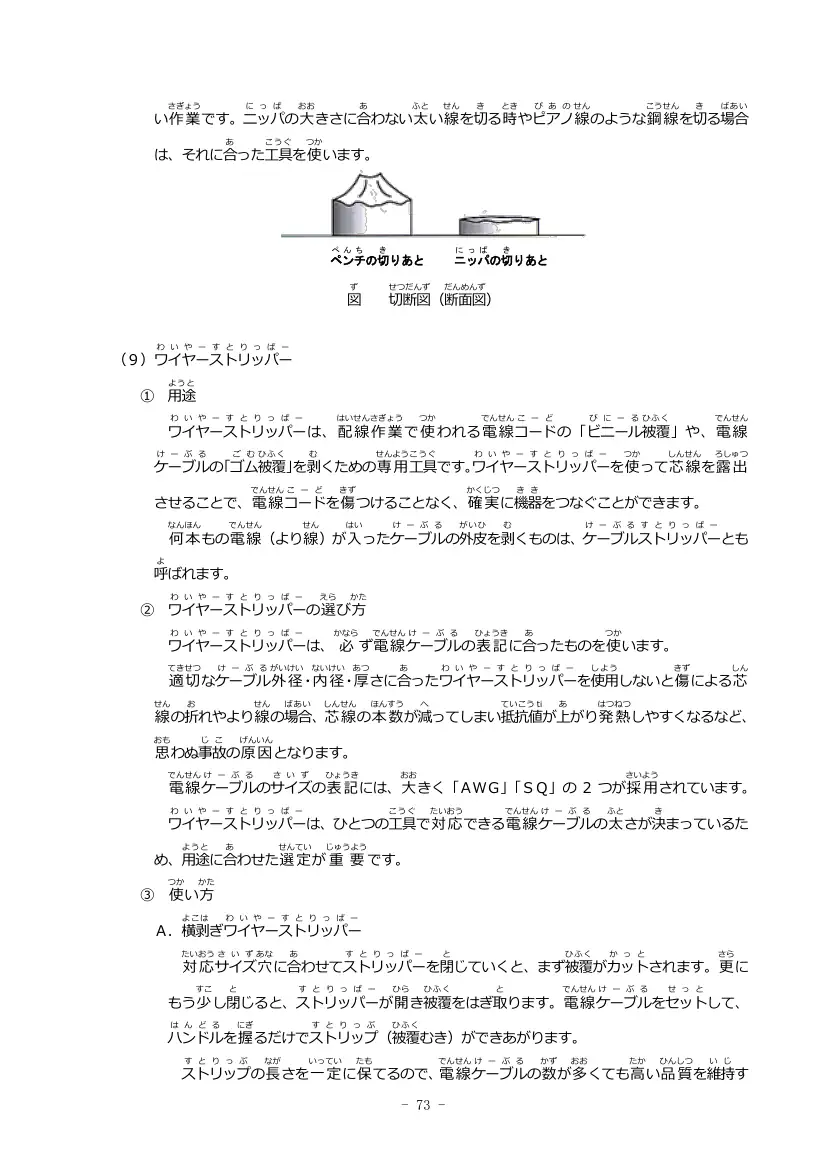 い作業です。ニッパの大きさに合わない太い線を切る時やピアノ線のような鋼線を切る場合
は、それに合った工具を使います。
ペンチの切りあと ニッパの切りあと
図 切断図（断面図）
（９）ワイヤーストリッパー
① 用途
ワイヤーストリッパーは、配線作業で使われる電線コードの「ビニール被覆」や、電線
ケーブルの「ゴム被覆」を剥くための専用工具です。ワイヤーストリッパーを使って芯線を露出
させることで、電線コードを傷つけることなく、確実に機器をつなぐことができます。
何本もの電線（より線）が入ったケーブルの外皮を剥くものは、ケーブルストリッパーとも
呼ばれます。
② ワイヤーストリッパーの選び方
ワイヤーストリッパーは、必ず電線ケーブルの表記に合ったものを使います。
適切なケーブル外径・内径・厚さに合ったワイヤーストリッパーを使用しないと傷による芯
線の折れやより線の場合、芯線の本数が減ってしまい抵抗値が上がり発熱しやすくなるなど、
思わぬ事故の原因となります。
電線ケーブルのサイズの表記には、大きく「ＡＷＧ」「ＳＱ」の２つが採用されています。
ワイヤーストリッパーは、ひとつの工具で対応できる電線ケーブルの太さが決まっているた
め、用途に合わせた選定が重要です。
③ 使い方
Ａ．横剥ぎワイヤーストリッパー
対応サイズ穴に合わせてストリッパーを閉じていくと、まず被覆がカットされます。更に
もう少し閉じると、ストリッパーが開き被覆をはぎ取ります。電線ケーブルをセットして、
ハンドルを握るだけでストリップ（被覆むき）ができあがります。
ストリップの長さを一定に保てるので、電線ケーブルの数が多くても高い品質を維持す
- 73 -